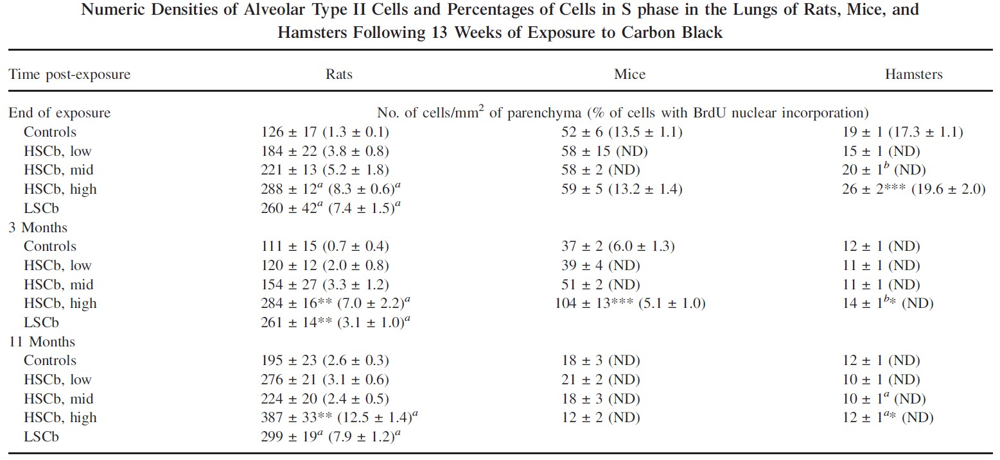 Numeric Densities of Alveolar Type II Cells and Percentages of Cells in S phase in the Lungs of Rats, Mice, and
Hamsters Following 13 Weeks of Exposure to Carbon Black
Time post-exposure Rats Mice Hamsters
End of exposure No. of cells/mm² of parenchyma (% of cells with BrdU nuclear incorporation)
Controls 126 ± 17 (1.3 ± 0.1) 52 ± 6 (13.5 ± 1.1) 19 ± 1 (17.3 ± 1.1)
HSCb, low 184 ± 22 (3.8 ± 0.8) 58 ± 15 (ND) 15 ± 1 (ND)
HSCb, mid 221 ± 13 (5.2 ± 1.8) 58 ± 2 (ND) 20 ± 1ᵇ (ND)
HSCb, high 288 ± 12ᵃ (8.3 ± 0.6)ᵃ 59 ± 5 (13.2 ± 1.4) 26 ± 2*** (19.6 ± 2.0)
LSCb 260 ± 42ᵃ (7.4 ± 1.5)ᵃ
3 Months
Controls 111 ± 15 (0.7 ± 0.4) 37 ± 2 (6.0 ± 1.3) 12 ± 1 (ND)
HSCb, low 120 ± 12 (2.0 ± 0.8) 39 ± 4 (ND) 11 ± 1 (ND)
HSCb, mid 154 ± 27 (3.3 ± 1.2) 51 ± 2 (ND) 11 ± 1 (ND)
HSCb, high 284 ± 16** (7.0 ± 2.2)ᵃ 104 ± 13*** (5.1 ± 1.0) 14 ± 1ᵇ* (ND)
LSCb 261 ± 14** (3.1 ± 1.0)ᵃ
11 Months
Controls 195 ± 23 (2.6 ± 0.3) 18 ± 3 (ND) 12 ± 1 (ND)
HSCb, low 276 ± 21 (3.1 ± 0.6) 21 ± 2 (ND) 10 ± 1 (ND)
HSCb, mid 224 ± 20 (2.4 ± 0.5) 18 ± 3 (ND) 10 ± 1ᵃ (ND)
HSCb, high 387 ± 33** (12.5 ± 1.4)ᵃ 12 ± 2 (ND) 12 ± 1ᵃ* (ND)
LSCb 299 ± 19ᵃ (7.9 ± 1.2)ᵃ